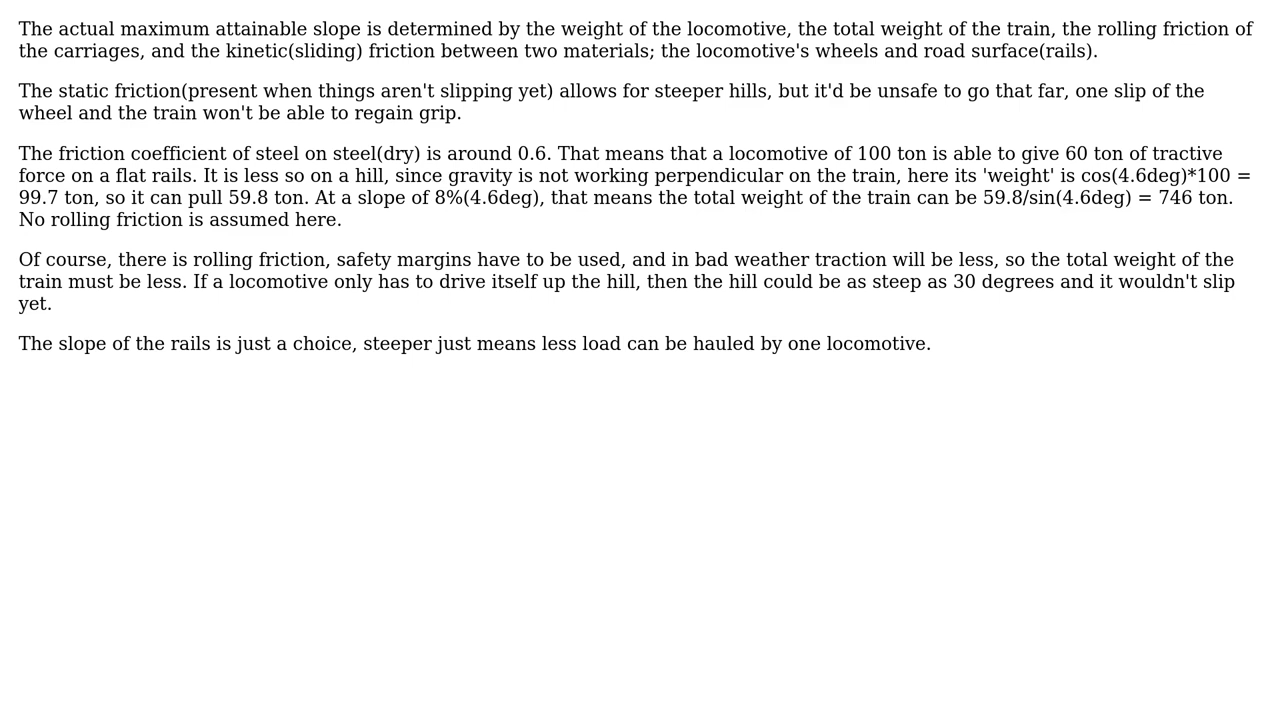 The actual maximum attainable slope is determined by the weight of the locomotive, the total weight of the train, the rolling friction of
the carriages, and the kinetic(sliding) friction between two materials; the locomotive's wheels and road surface(rails).
The static friction(present when things aren't slipping yet) allows for steeper hills, but it'd be unsafe to go that far, one slip of the
wheel and the train won't be able to regain grip.
The friction coefficient of steel on steel(dry) is around 0.6. That means that a locomotive of 100 ton is able to give 60 ton of tractive
force on a flat rails. It is less so on a hill, since gravity is not working perpendicular on the train, here its 'weight' is cos(4.6deg)*100 =
99.7 ton, so it can pull 59.8 ton. At a slope of 8%(4.6deg), that means the total weight of the train can be 59.8/sin(4.6deg) = 746 ton.
No rolling friction is assumed here.
Of course, there is rolling friction, safety margins have to be used, and in bad weather traction will be less, so the total weight of the
train must be less. If a locomotive only has to drive itself up the hill, then the hill could be as steep as 30 degrees and it wouldn't slip
yet.
The slope of the rails is just a choice, steeper just means less load can be hauled by one locomotive.